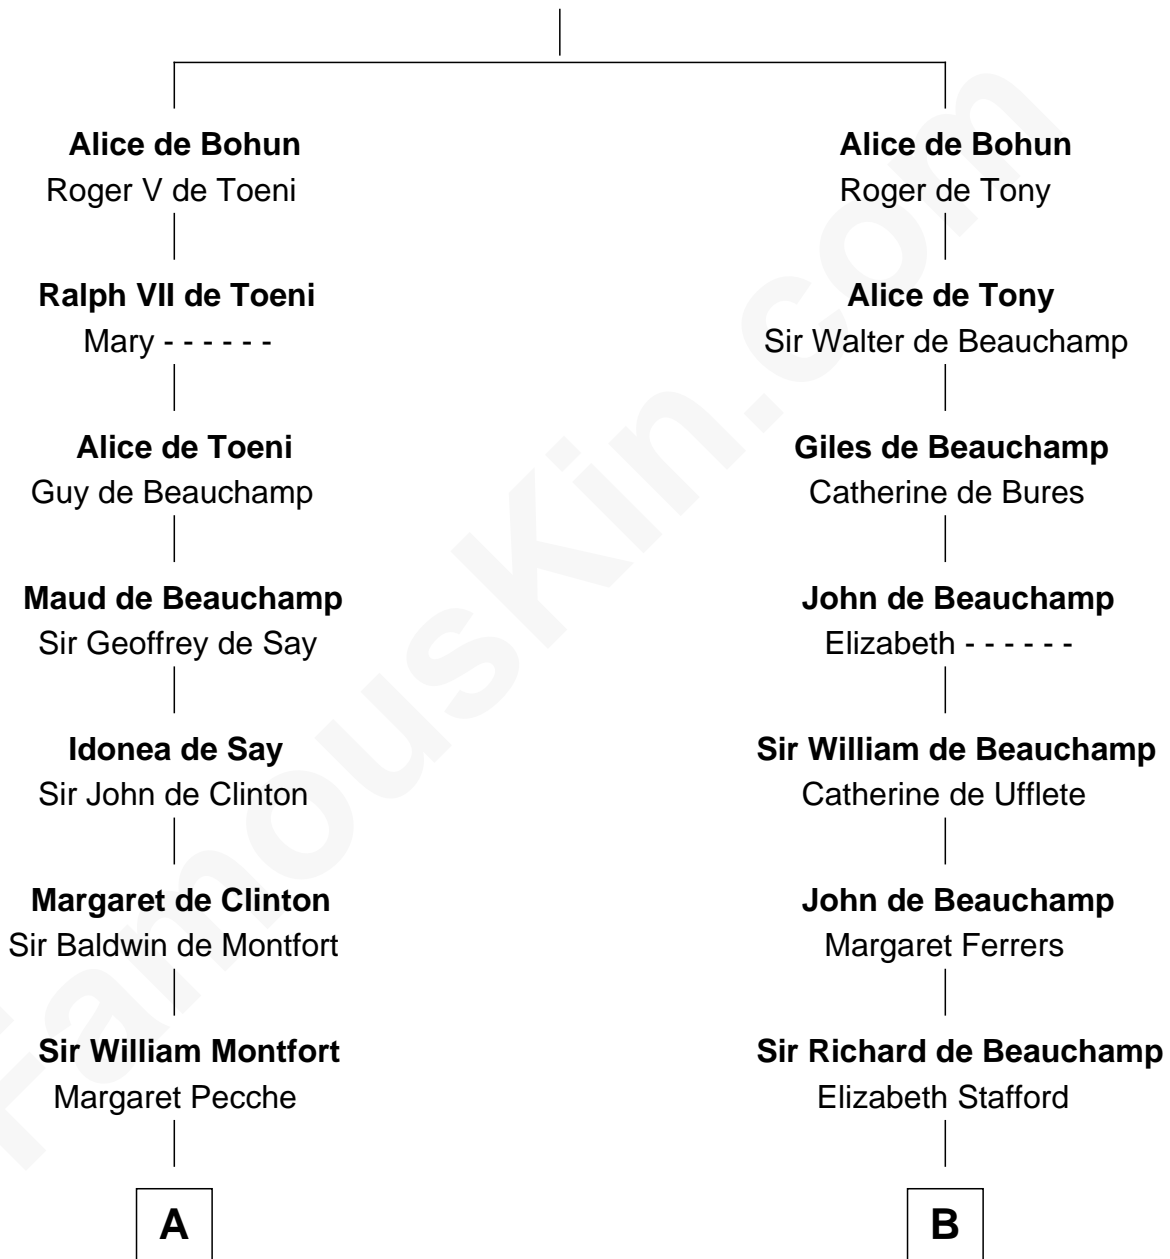 Alice de Bohun
Roger V de Toeni
Ralph VII de Toeni
Mary - - - - - -
Alice de Toeni
Guy de Beauchamp
Maud de Beauchamp
Sir Geoffrey de Say
Idonea de Say
Sir John de Clinton
Margaret de Clinton
Sir Baldwin de Montfort
Sir William Montfort
Margaret Pecche
A
Alice de Bohun
Roger de Tony
Alice de Tony
Sir Walter de Beauchamp
Giles de Beauchamp
Catherine de Bures
John de Beauchamp
Elizabeth - - - - - -
Sir William de Beauchamp
Catherine de Ufflete
John de Beauchamp
Margaret Ferrers
Sir Richard de Beauchamp
Elizabeth Stafford
B
FamousKin.com